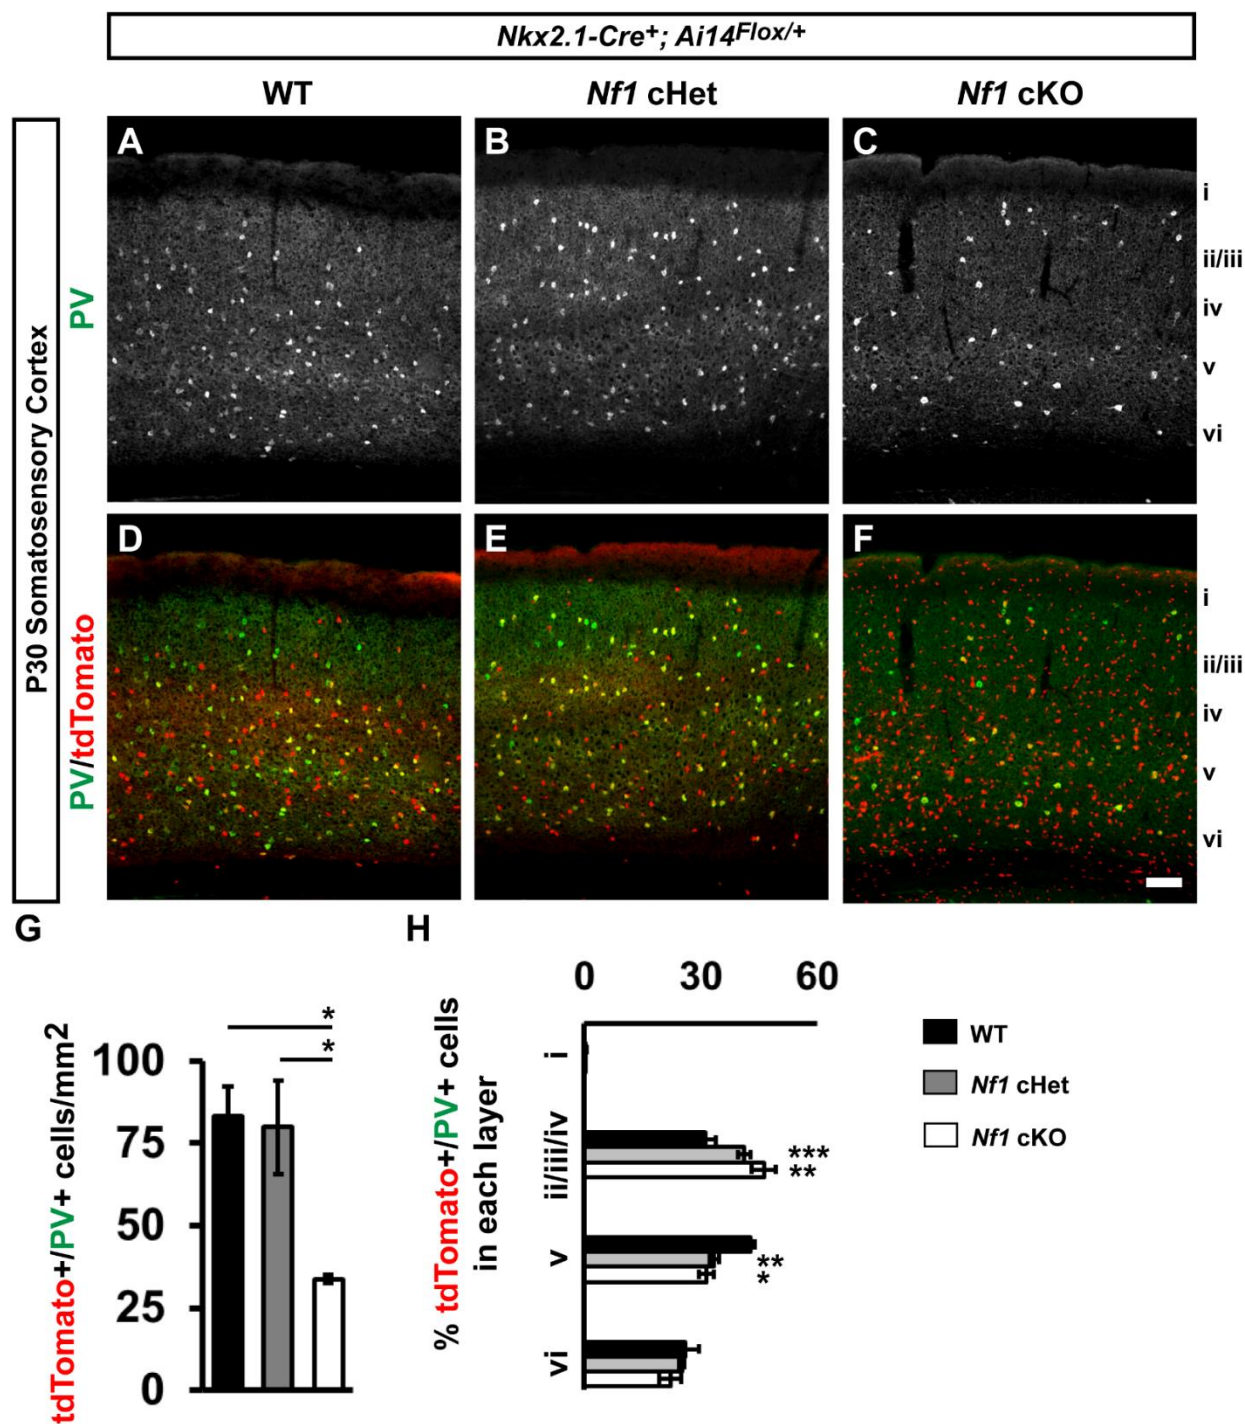 Nkx2.1-Cre+; Ai14Flox/+
WT
Nf1 cHet
Nf1 cKO
P30 Somatosensory Cortex
PV
A
B
C
i
ii/iii
iv
v
vi
PV/tdTomato
D
E
F
i
ii/iii
iv
v
vi
G
tdTomato+/PV+ cells/mm2
100
75
50
25
0
*
*
H
% tdTomato+/PV+ cells
in each layer
0 30 60
i
ii/iii/iv
***
**
v
**
*
vi
WT
Nf1 cHet
Nf1 cKO